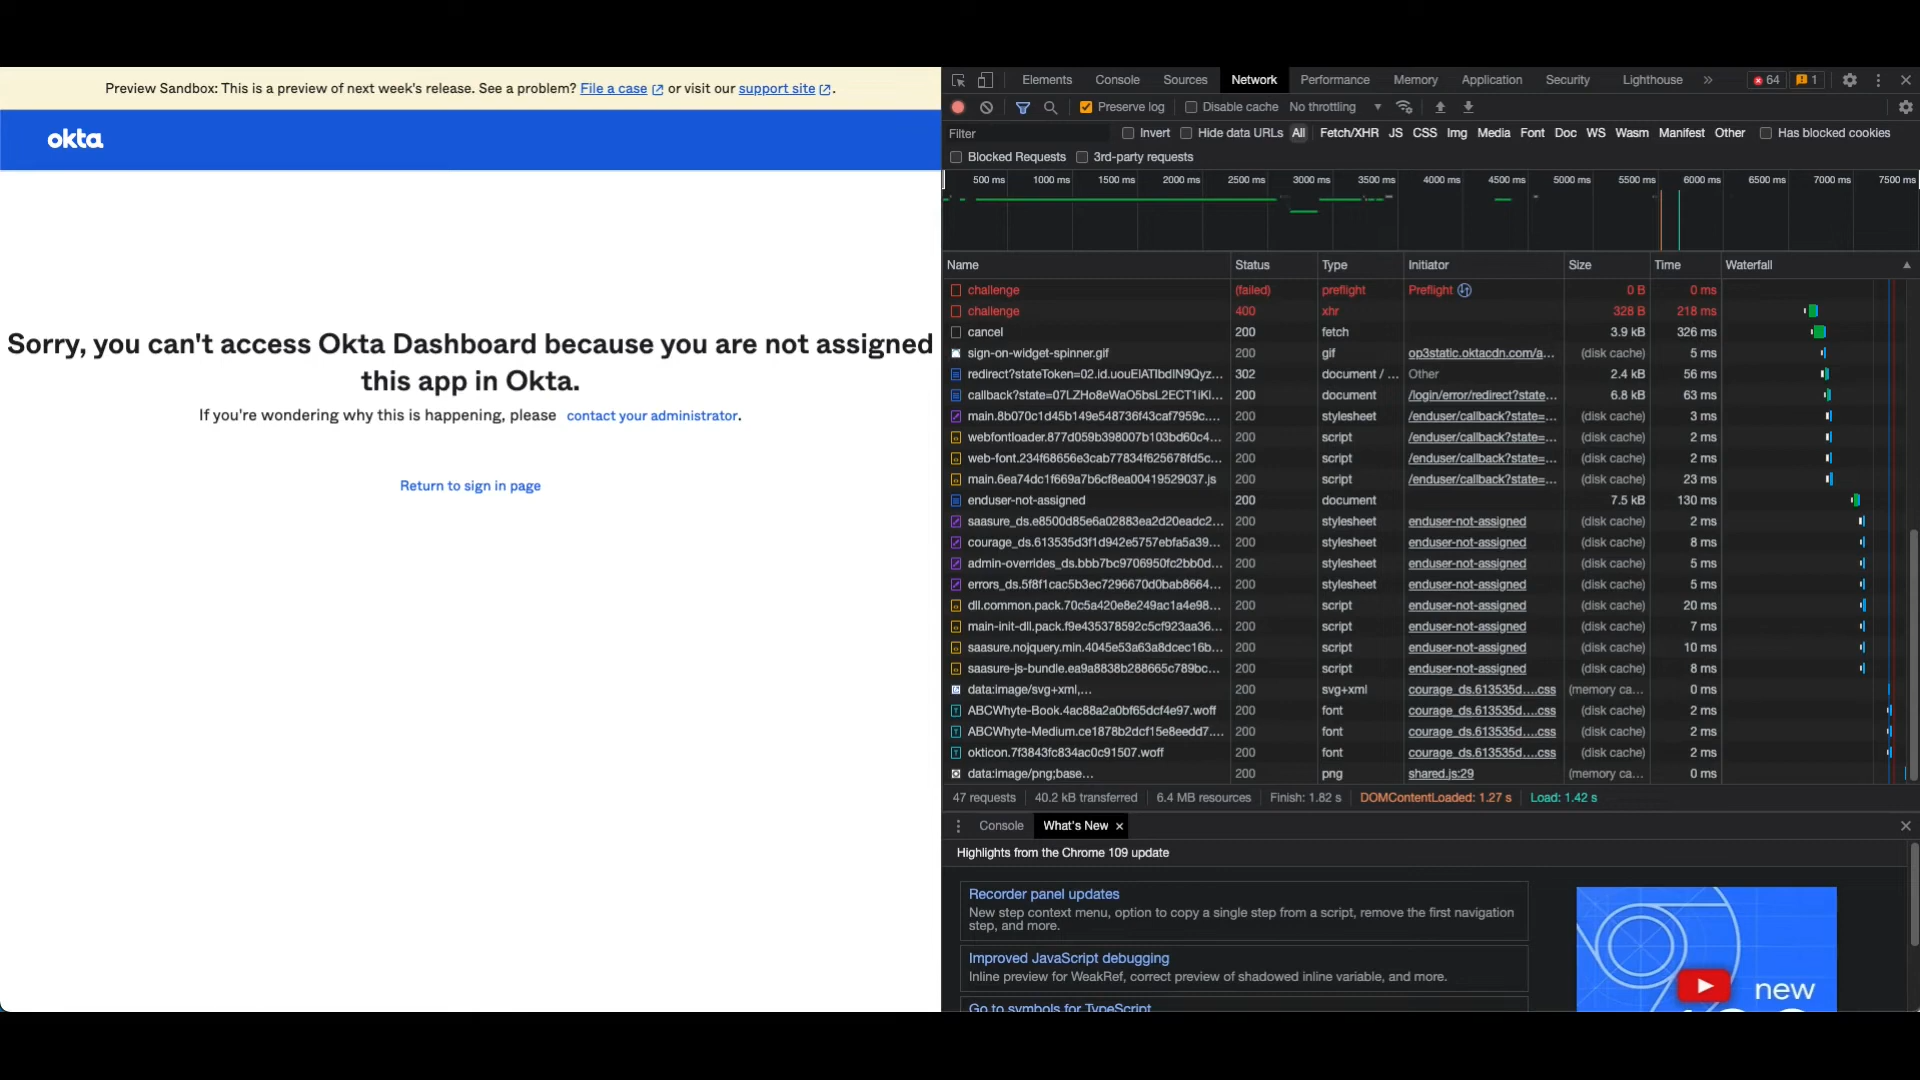 Preview Sandbox: This is a preview of next week's release. See a problem? File a case or visit our support site.
okta
Sorry, you can't access Okta Dashboard because you are not assigned
this app in Okta.
If you're wondering why this is happening, please contact your administrator.
Return to sign in page
Elements Console Sources Network Performance Memory Application Security Lighthouse » 64 1
Preserve log Disable cache No throttling
Filter Invert Hide data URLs All Fetch/XHR JS CSS Img Media Font Doc WS Wasm Manifest Other Has blocked cookies
Blocked Requests 3rd-party requests
500 ms 1000 ms 1500 ms 2000 ms 2500 ms 3000 ms 3500 ms 4000 ms 4500 ms 5000 ms 5500 ms 6000 ms 6500 ms 7000 ms 7500 ms
Name Status Type Initiator Size Time Waterfall
challenge (failed) preflight Preflight 0 B 0 ms
challenge 400 xhr 328 B 218 ms
cancel 200 fetch 3.9 kB 326 ms
sign-on-widget-spinner.gif 200 gif op3static.oktacdn.com/a... (disk cache) 5 ms
redirect?stateToken=02.id.uouElATlbdIN9Qyz... 302 document / ... Other 2.4 kB 56 ms
callback?state=07LZHo8eWaO5bsL2ECT1iKl... 200 document /login/error/redirect?state... 6.8 kB 63 ms
main.8b070c1d45b149e548736f43caf7959c.... 200 stylesheet /enduser/callback?state=... (disk cache) 3 ms
webfontloader.877d059b398007b103bd60c4... 200 script /enduser/callback?state=... (disk cache) 2 ms
web-font.234f68656e3cab77834f625678fd5c... 200 script /enduser/callback?state=... (disk cache) 2 ms
main.6ea74dc1f669a7b6cf8ea00419529037.js 200 script /enduser/callback?state=... (disk cache) 23 ms
enduser-not-assigned 200 document 7.5 kB 130 ms
saasure_ds.e8500d85e6a02883ea2d20eadc2... 200 stylesheet enduser-not-assigned (disk cache) 2 ms
courage_ds.613535d3f1d942e5757ebfa5a39... 200 stylesheet enduser-not-assigned (disk cache) 8 ms
admin-overrides_ds.bbb7bc9706950fc2bb0d... 200 stylesheet enduser-not-assigned (disk cache) 5 ms
errors_ds.5f8f1cac5b3ec7296670d0bab8664... 200 stylesheet enduser-not-assigned (disk cache) 5 ms
dll.common.pack.70c5a420e8e249ac1a4e98... 200 script enduser-not-assigned (disk cache) 20 ms
main-init-dll.pack.f9e435378592c5cf923aa36... 200 script enduser-not-assigned (disk cache) 7 ms
saasure.nojquery.min.4045e53a63a8dcec16b... 200 script enduser-not-assigned (disk cache) 10 ms
saasure-js-bundle.ea9a8838b288665c789bc... 200 script enduser-not-assigned (disk cache) 8 ms
data:image/svg+xml,... 200 svg+xml courage_ds.613535d....css (memory ca... 0 ms
ABCWhyte-Book.4ac88a2a0bf65dcf4e97.woff 200 font courage_ds.613535d....css (disk cache) 2 ms
ABCWhyte-Medium.ce1878b2dcf15e8eedd7.... 200 font courage_ds.613535d....css (disk cache) 2 ms
okticon.7f3843fc834ac0c91507.woff 200 font courage_ds.613535d....css (disk cache) 2 ms
data:image/png;base... 200 png shared.js:29 (memory ca... 0 ms
47 requests 40.2 kB transferred 6.4 MB resources Finish: 1.82 s DOMContentLoaded: 1.27 s Load: 1.42 s
Console What's New ×
Highlights from the Chrome 109 update
Recorder panel updates
New step context menu, option to copy a single step from a script, remove the first navigation
step, and more.
Improved JavaScript debugging
Inline preview for WeakRef, correct preview of shadowed inline variable, and more.
Go to symbols for TypeScript
new